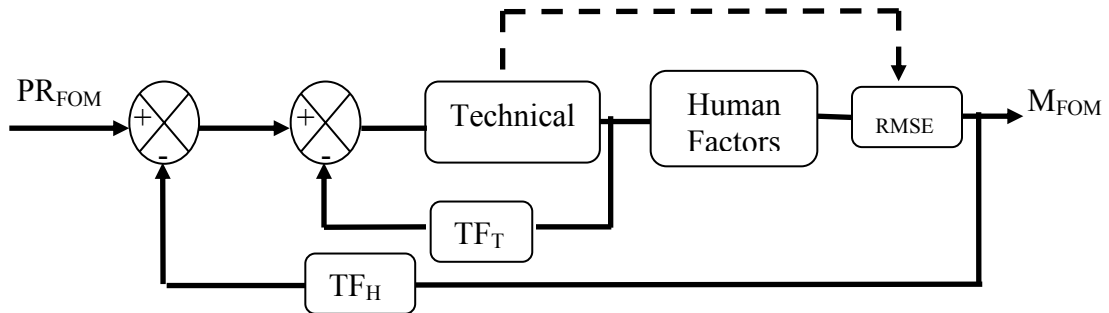 PR_FOM
+
-
+
-
Technical
Human
Factors
RMSE
M_FOM
TF_T
TF_H